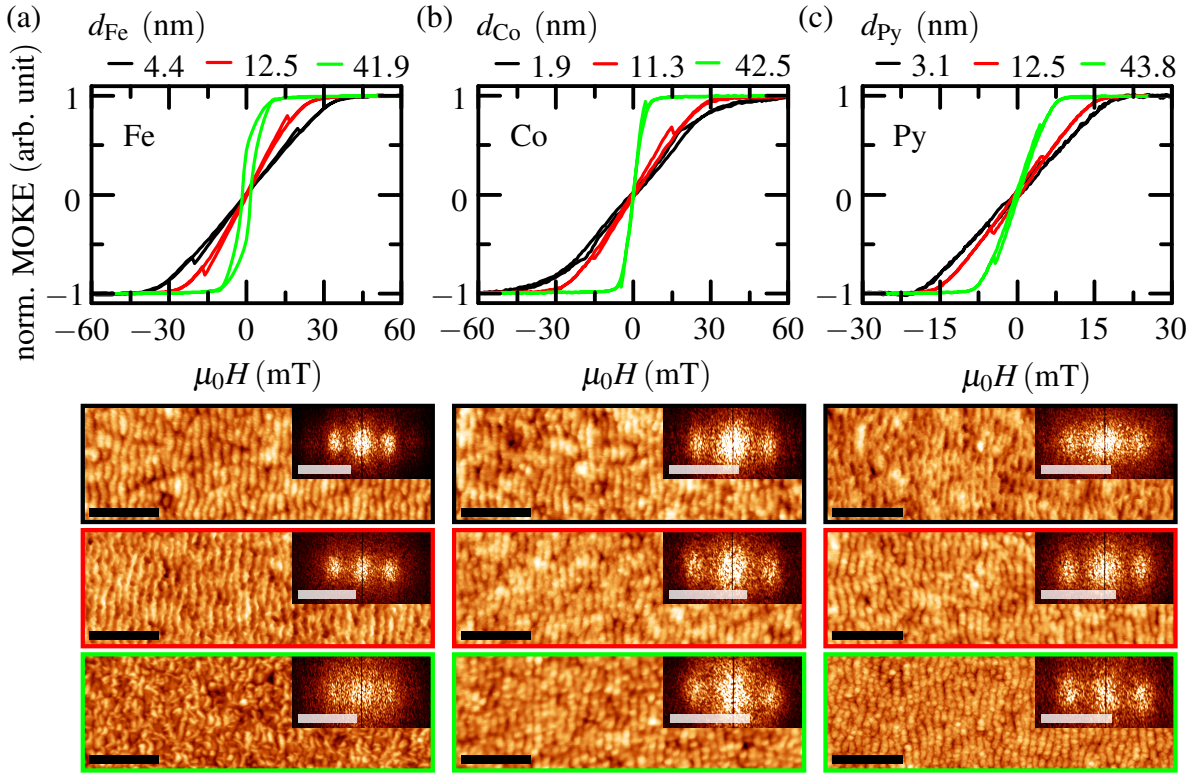 (a) (b) (c)
d_Fe (nm) d_Co (nm) d_Py (nm)
4.4 12.5 41.9 1.9 11.3 42.5 3.1 12.5 43.8
norm. MOKE (arb. unit)
1 1 1
Fe Co Py
0 0 0
−1 −1 −1
−60 −30 0 30 60 −60 −30 0 30 60 −30 −15 0 15 30
μ₀H (mT) μ₀H (mT) μ₀H (mT)